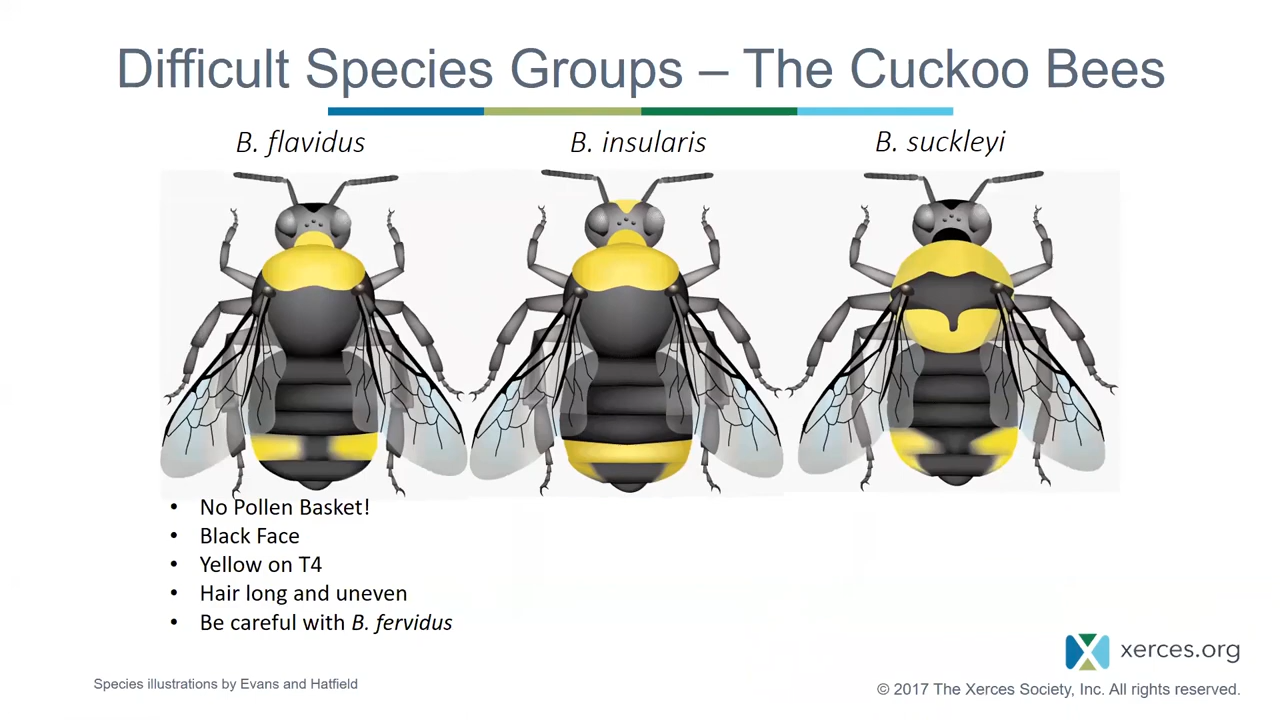 Difficult Species Groups – The Cuckoo Bees
B. flavidus
B. insularis
B. suckleyi
• No Pollen Basket!
• Black Face
• Yellow on T4
• Hair long and uneven
• Be careful with B. fervidus
xerces.org
Species illustrations by Evans and Hatfield
© 2017 The Xerces Society, Inc. All rights reserved.